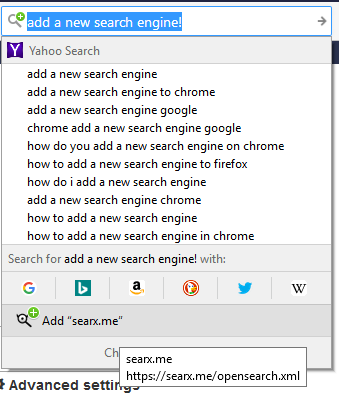 add a new search engine!
Yahoo Search
add a new search engine
add a new search engine to chrome
add a new search engine google
chrome add a new search engine google
how do you add a new search engine on chrome
how to add a new search engine to firefox
how do i add a new search engine
add a new search engine chrome
how to add a new search engine
how to add a new search engine in chrome
Search for add a new search engine! with:
Add “searx.me”
Ch
searx.me
https://searx.me/opensearch.xml
Advanced settings